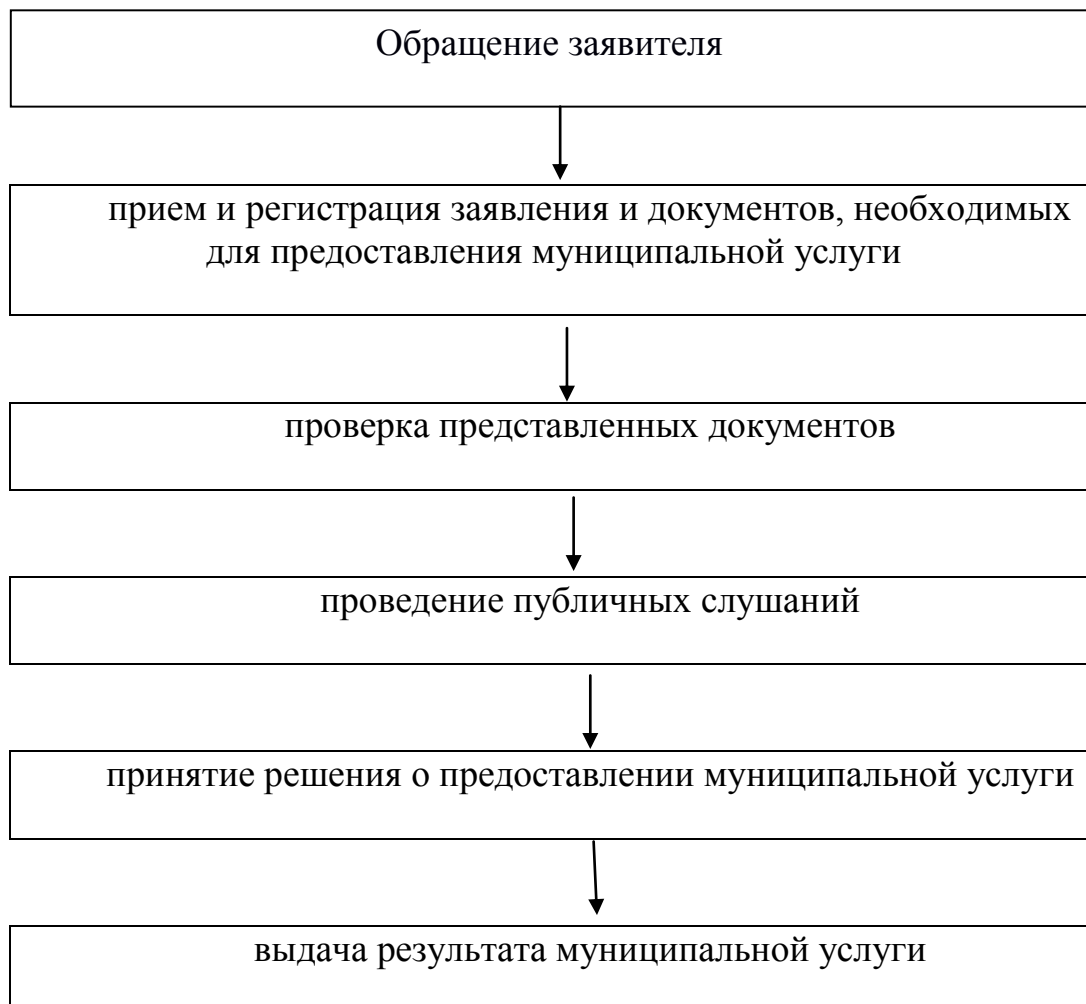 Обращение заявителя
прием и регистрация заявления и документов, необходимых
для предоставления муниципальной услуги
проверка представленных документов
проведение публичных слушаний
принятие решения о предоставлении муниципальной услуги
выдача результата муниципальной услуги